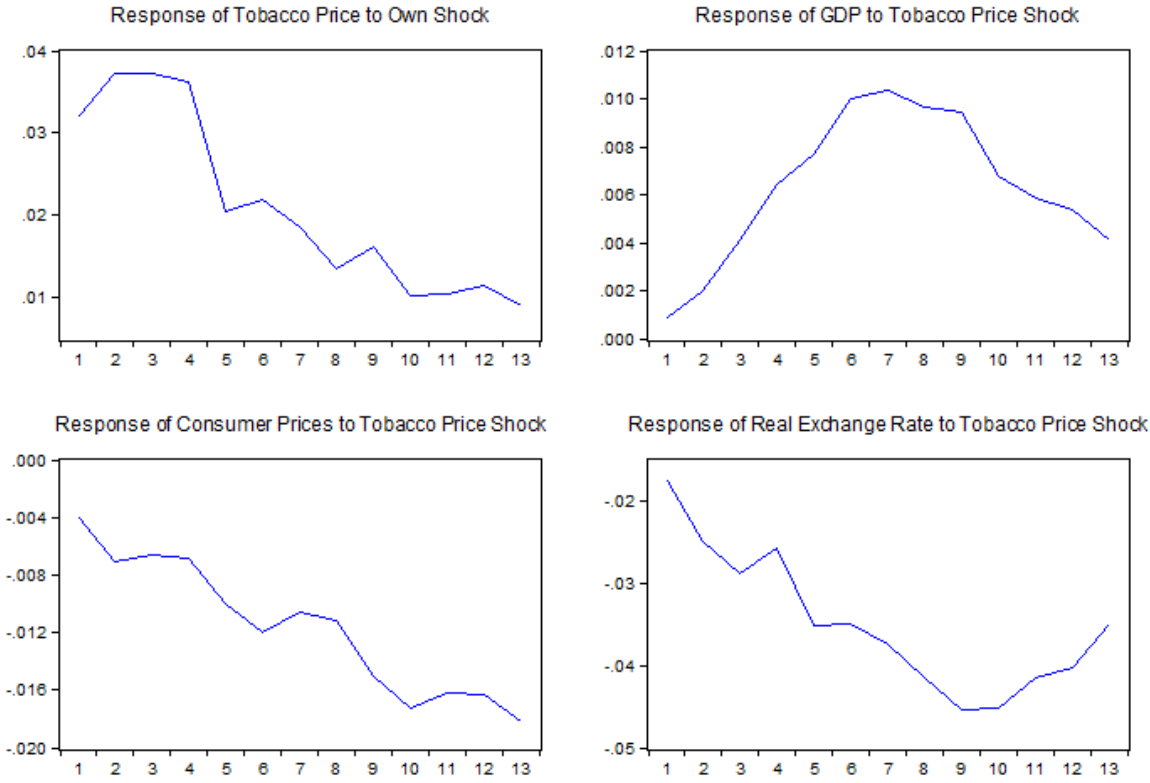 Response of Tobacco Price to Own Shock
.04
.03
.02
.01
1 2 3 4 5 6 7 8 9 10 11 12 13
Response of GDP to Tobacco Price Shock
.012
.010
.008
.006
.004
.002
.000
1 2 3 4 5 6 7 8 9 10 11 12 13
Response of Consumer Prices to Tobacco Price Shock
.000
-.004
-.008
-.012
-.016
-.020
1 2 3 4 5 6 7 8 9 10 11 12 13
Response of Real Exchange Rate to Tobacco Price Shock
-.02
-.03
-.04
-.05
1 2 3 4 5 6 7 8 9 10 11 12 13